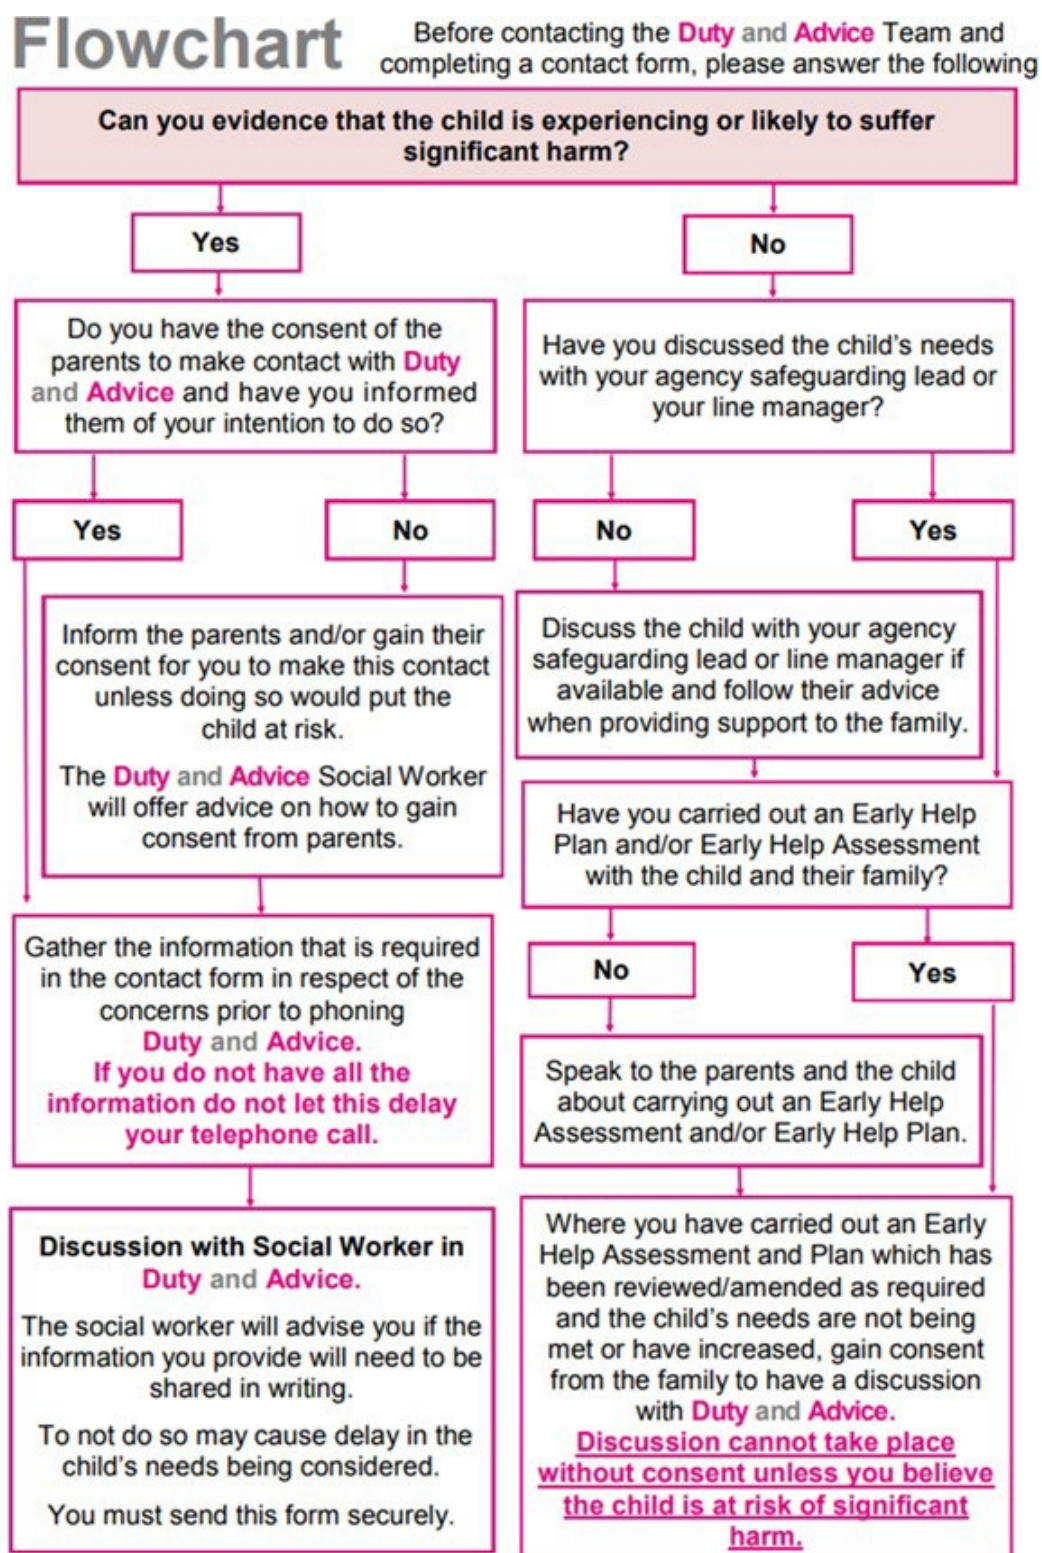 Flowchart
Before contacting the Duty and Advice Team and
completing a contact form, please answer the following
Can you evidence that the child is experiencing or likely to suffer
significant harm?
Yes
No
Do you have the consent of the
parents to make contact with Duty
and Advice and have you informed
them of your intention to do so?
Have you discussed the child's needs
with your agency safeguarding lead or
your line manager?
Yes
No
No
Yes
Inform the parents and/or gain their
consent for you to make this contact
unless doing so would put the
child at risk.
The Duty and Advice Social Worker
will offer advice on how to gain
consent from parents.
Discuss the child with your agency
safeguarding lead or line manager if
available and follow their advice
when providing support to the family.
Have you carried out an Early Help
Plan and/or Early Help Assessment
with the child and their family?
Gather the information that is required
in the contact form in respect of the
concerns prior to phoning
Duty and Advice.
If you do not have all the
information do not let this delay
your telephone call.
No
Yes
Speak to the parents and the child
about carrying out an Early Help
Assessment and/or Early Help Plan.
Discussion with Social Worker in
Duty and Advice.
The social worker will advise you if the
information you provide will need to be
shared in writing.
To not do so may cause delay in the
child's needs being considered.
You must send this form securely.
Where you have carried out an Early
Help Assessment and Plan which has
been reviewed/amended as required
and the child's needs are not being
met or have increased, gain consent
from the family to have a discussion
with Duty and Advice.
Discussion cannot take place
without consent unless you believe
the child is at risk of significant
harm.